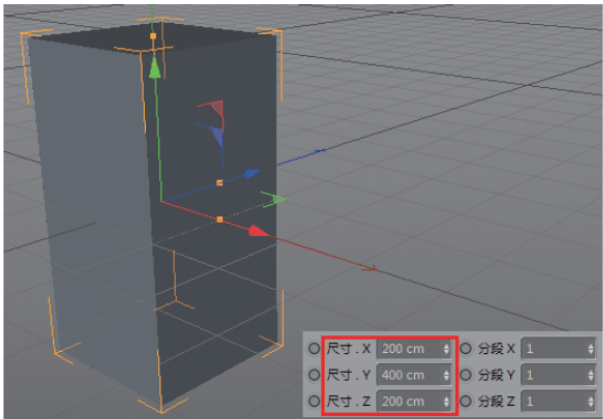 尺寸 . X 200 cm 分段 X 1
尺寸 . Y 400 cm 分段 Y 1
尺寸 . Z 200 cm 分段 Z 1